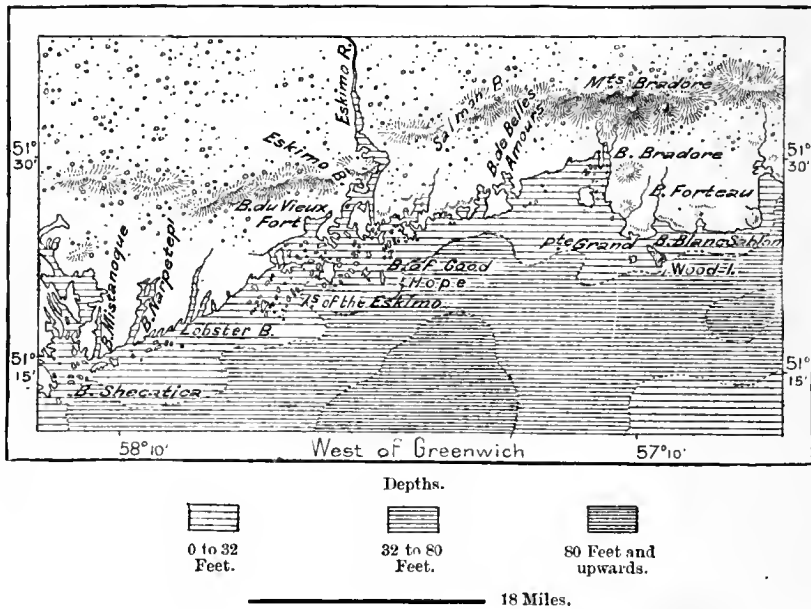 Eskimo R.
Salmon B.
Mts Bradore
B. de Belles
Amours
51°
30'
51°
30'
Eskimo B.
B. Bradore
B. du Vieux
Fort
B. Forteau
B. Mistanoque
B. Narpetepi
pte Grand
B. Blanc Sablon
B. of Good
Hope
Wood-I.
Is of the Eskimo
Lobster B.
51°
15'
51°
15'
B. Shecatica
58°10'
West of Greenwich
57°10'
Depths.
0 to 32
Feet.
32 to 80
Feet.
80 Feet and
upwards.
18 Miles.